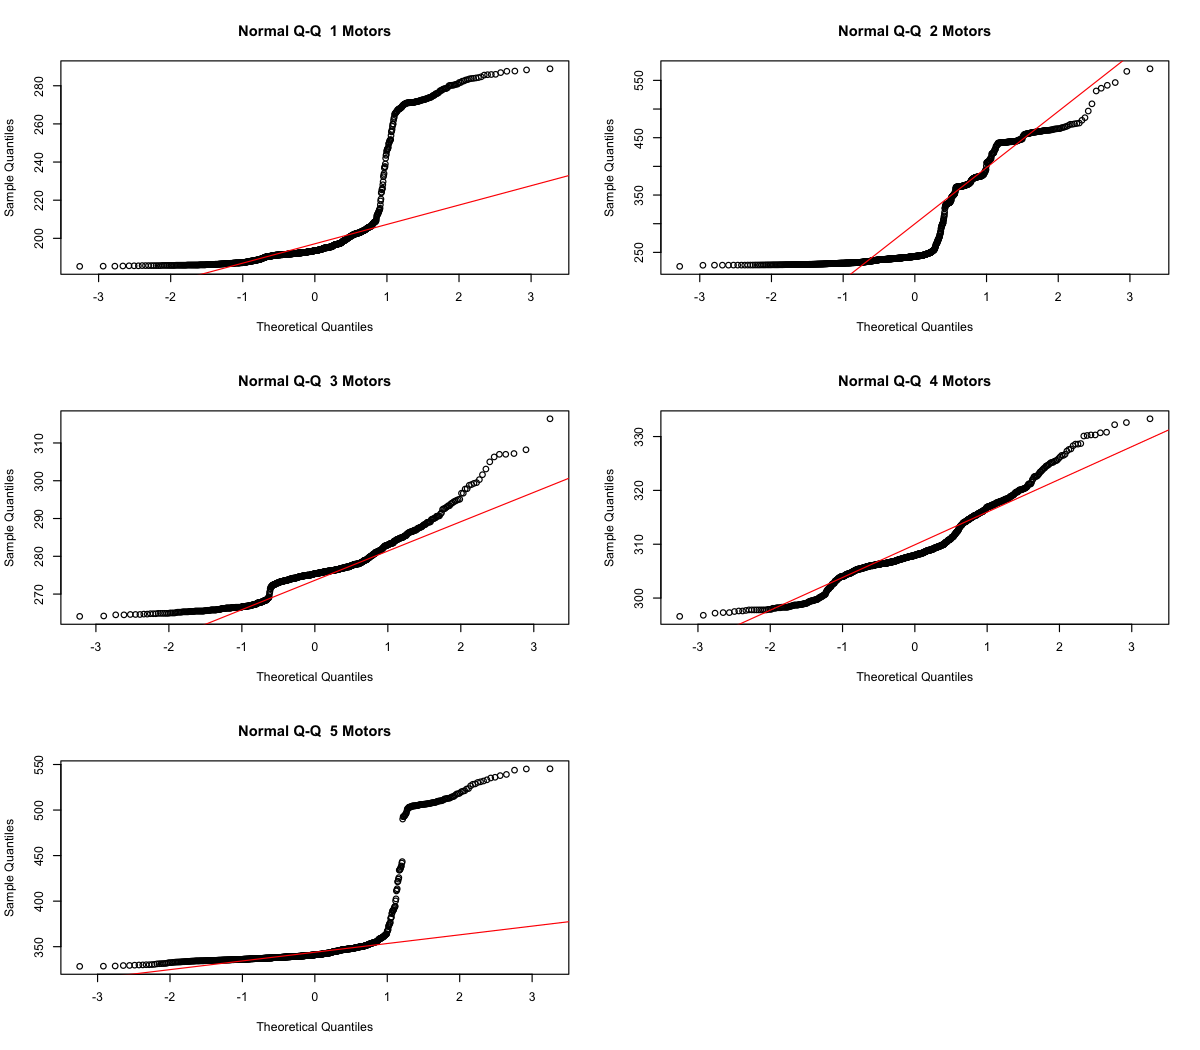 Normal Q-Q  1 Motors
Sample Quantiles
280
260
240
220
200
-3 -2 -1 0 1 2 3
Theoretical Quantiles
Normal Q-Q  2 Motors
Sample Quantiles
550
450
350
250
-3 -2 -1 0 1 2 3
Theoretical Quantiles
Normal Q-Q  3 Motors
Sample Quantiles
310
300
290
280
270
-3 -2 -1 0 1 2 3
Theoretical Quantiles
Normal Q-Q  4 Motors
Sample Quantiles
330
320
310
300
-3 -2 -1 0 1 2 3
Theoretical Quantiles
Normal Q-Q  5 Motors
Sample Quantiles
550
500
450
400
350
-3 -2 -1 0 1 2 3
Theoretical Quantiles